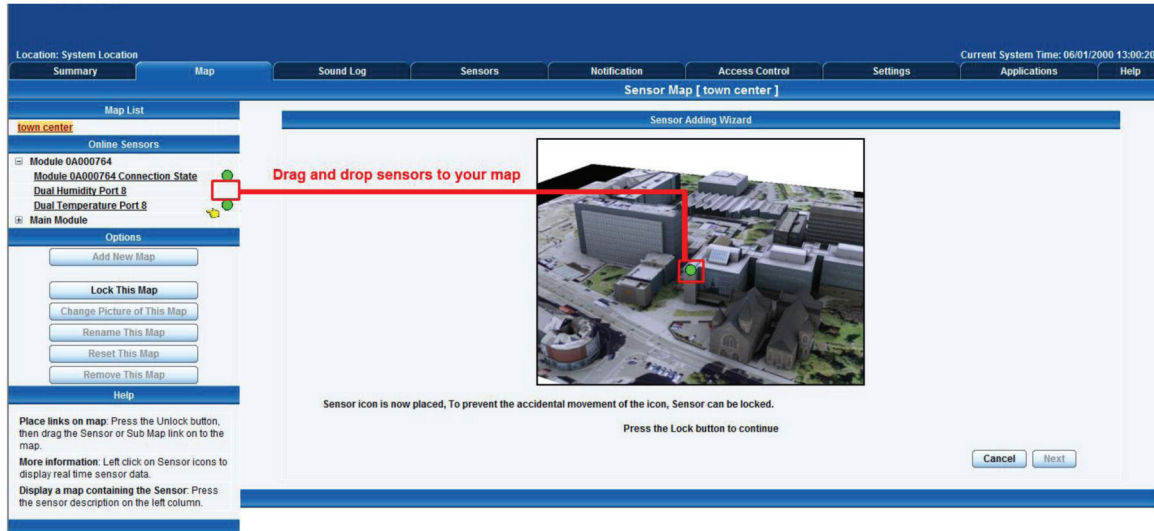 Location: System Location
Current System Time: 06/01/2000 13:00:20
Summary Map Sound Log Sensors Notification Access Control Settings Applications Help
Sensor Map [ town center ]
Map List
town center
Online Sensors
Module 0A000764
Module 0A000764 Connection State
Dual Humidity Port 8
Dual Temperature Port 8
Main Module
Options
Add New Map
Lock This Map
Change Picture of This Map
Rename This Map
Reset This Map
Remove This Map
Help
Place links on map: Press the Unlock button,
then drag the Sensor or Sub Map link on to the
map.
More information: Left click on Sensor icons to
display real time sensor data.
Display a map containing the Sensor: Press
the sensor description on the left column.
Sensor Adding Wizard
Drag and drop sensors to your map
Sensor icon is now placed, To prevent the accidental movement of the icon, Sensor can be locked.
Press the Lock button to continue
Cancel Next